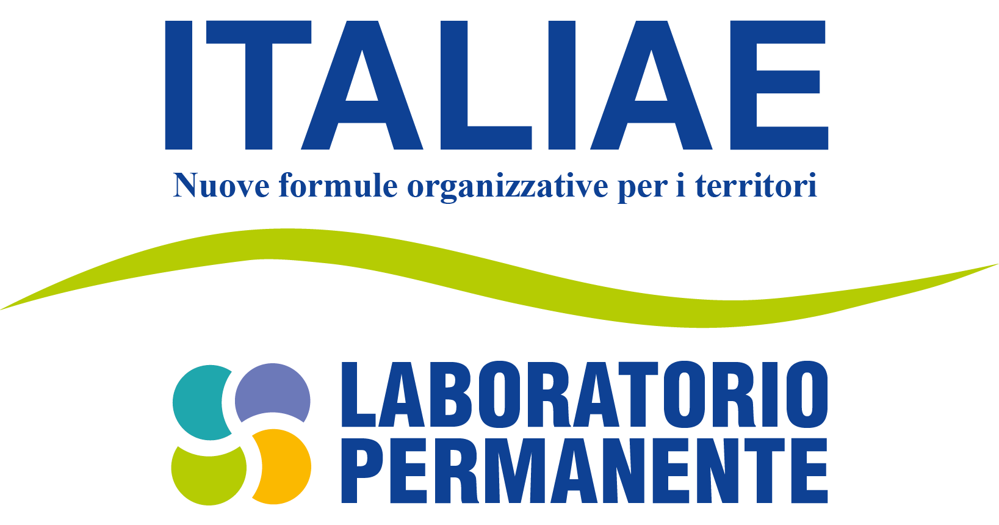 ITALIAE
Nuove formule organizzative per i territori
LABORATORIO
PERMANENTE